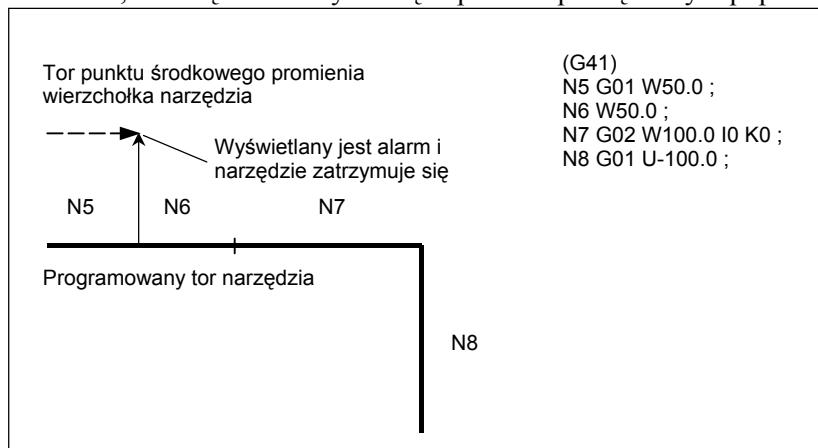 Tor punktu środkowego promienia
wierzchołka narzędzia
Wyświetlany jest alarm i
narzędzie zatrzymuje się
N5
N6
N7
Programowany tor narzędzia
N8
(G41)
N5 G01 W50.0 ;
N6 W50.0 ;
N7 G02 W100.0 I0 K0 ;
N8 G01 U-100.0 ;